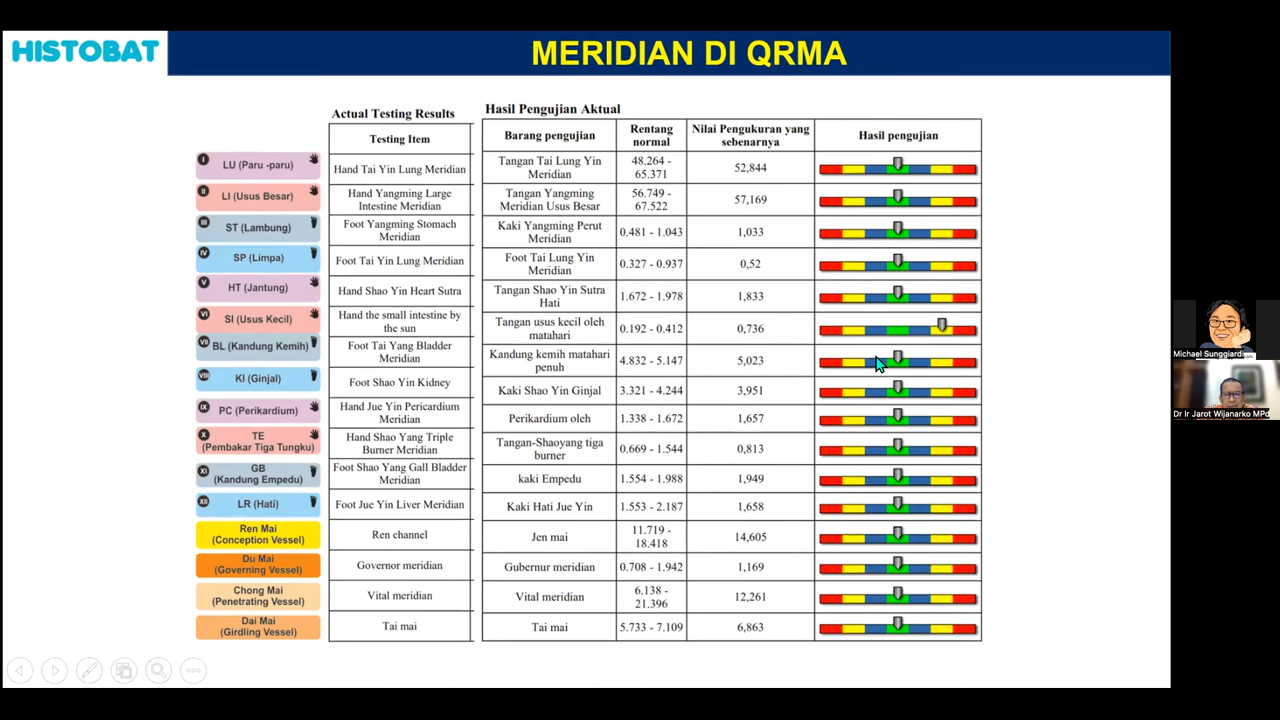 HISTOBAT
MERIDIAN DI QRMA
Actual Testing Results
Hasil Pengujian Aktual
Testing Item
Barang pengujian
Rentang
normal
Nilai Pengukuran yang
sebenarnya
Hasil pengujian
I
LU (Paru -paru)
Hand Tai Yin Lung Meridian
Tangan Tai Lung Yin
Meridian
48.264 -
65.371
52,844
II
LI (Usus Besar)
Hand Yangming Large
Intestine Meridian
Tangan Yangming
Meridian Usus Besar
56.749 -
67.522
57,169
III
ST (Lambung)
Foot Yangming Stomach
Meridian
Kaki Yangming Perut
Meridian
0.481 - 1.043
1,033
IV
SP (Limpa)
Foot Tai Yin Lung Meridian
Foot Tai Lung Yin
Meridian
0.327 - 0.937
0,52
V
HT (Jantung)
Hand Shao Yin Heart Sutra
Tangan Shao Yin Sutra
Hati
1.672 - 1.978
1,833
VI
SI (Usus Kecil)
Hand the small intestine by
the sun
Tangan usus kecil oleh
matahari
0.192 - 0.412
0,736
VII
BL (Kandung Kemih)
Foot Tai Yang Bladder
Meridian
Kandung kemih matahari
penuh
4.832 - 5.147
5,023
VIII
KI (Ginjal)
Foot Shao Yin Kidney
Kaki Shao Yin Ginjal
3.321 - 4.244
3,951
IX
PC (Perikardium)
Hand Jue Yin Pericardium
Meridian
Perikardium oleh
1.338 - 1.672
1,657
X
TE
(Pembakar Tiga Tungku)
Hand Shao Yang Triple
Burner Meridian
Tangan-Shaoyang tiga
burner
0.669 - 1.544
0,813
XI
GB
(Kandung Empedu)
Foot Shao Yang Gall Bladder
Meridian
kaki Empedu
1.554 - 1.988
1,949
XII
LR (Hati)
Foot Jue Yin Liver Meridian
Kaki Hati Jue Yin
1.553 - 2.187
1,658
Ren Mai
(Conception Vessel)
Ren channel
Jen mai
11.719 -
18.418
14,605
Du Mai
(Governing Vessel)
Governor meridian
Gubernur meridian
0.708 - 1.942
1,169
Chong Mai
(Penetrating Vessel)
Vital meridian
Vital meridian
6.138 -
21.396
12,261
Dai Mai
(Girdling Vessel)
Tai mai
Tai mai
5.733 - 7.109
6,863
Michael Sunggiardi
Dr Ir Jarot Wijanarko MPd